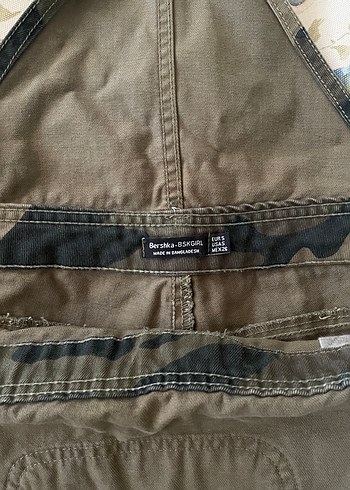 Bershka-BSKGIRL
MADE IN BANGLADESH
EUR S
USA S
MEX 26